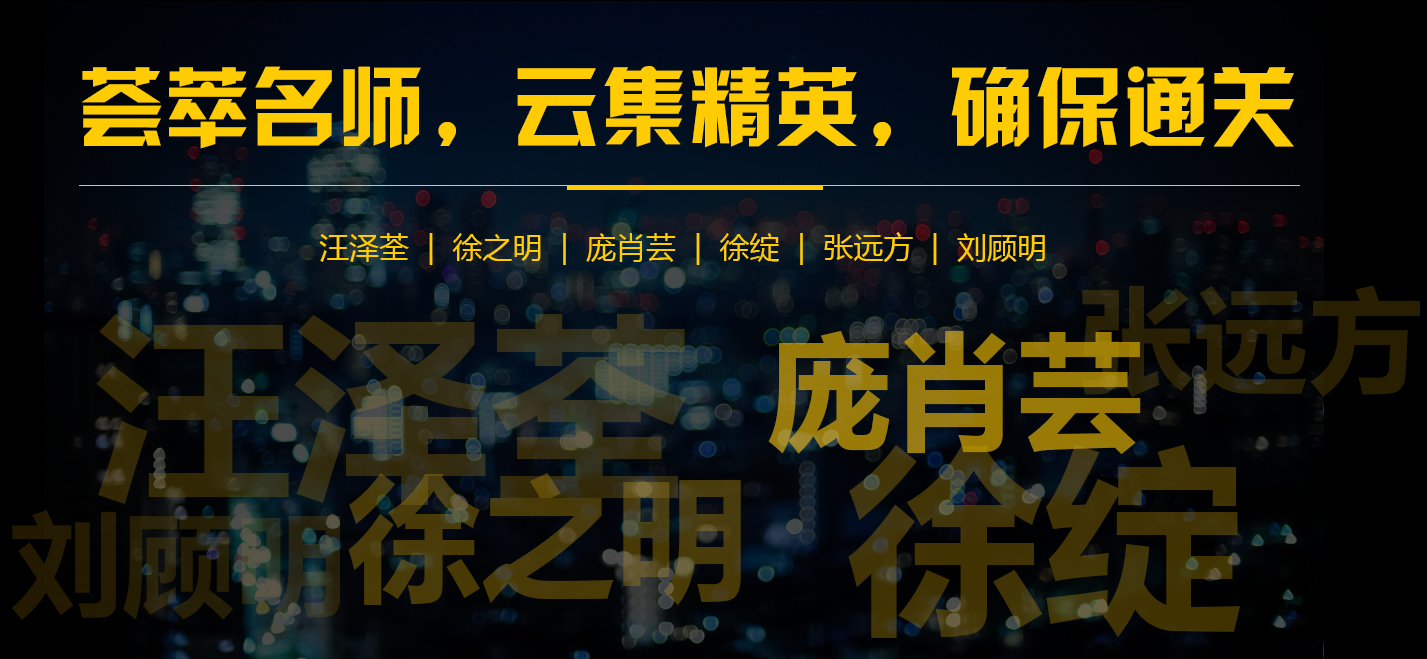 荟萃名师，云集精英，确保通关
汪泽荃 | 徐之明 | 庞肖芸 | 徐绽 | 张远方 | 刘顾明
张远方
汪泽荃
庞肖芸
徐绽
徐之明
刘顾明